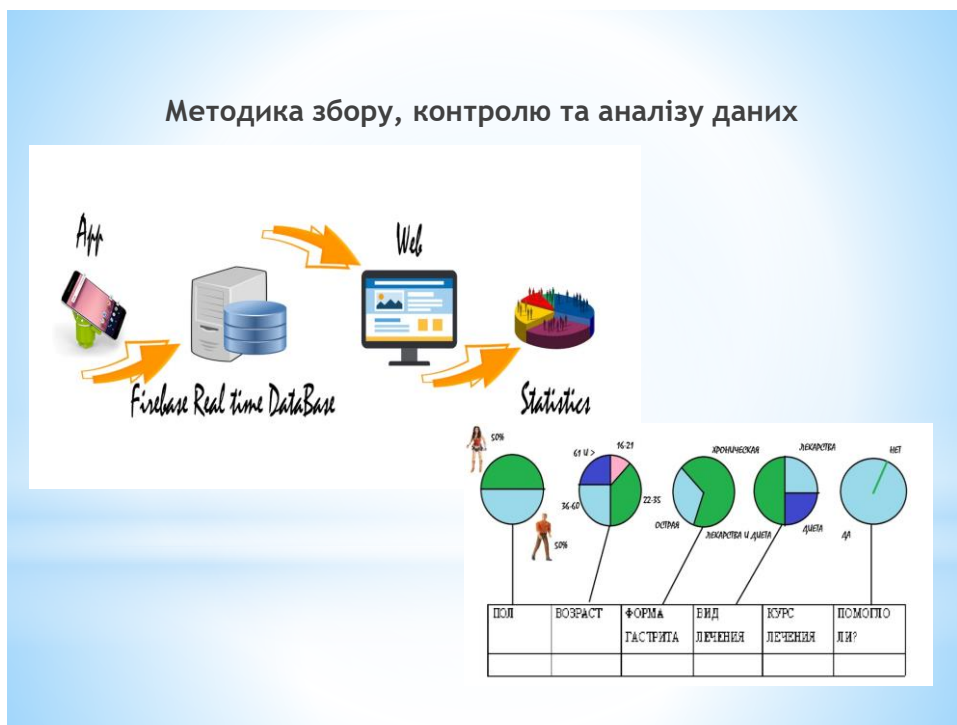 Методика збору, контролю та аналізу даних
App
Web
Firebase Real time DataBase
Statistics
50%
50%
61 И >
16-21
36-60
22-35
ХРОНИЧЕСКАЯ
ОСТРАЯ
ЛЕКАРСТВА
ЛЕКАРСТВА И ДИЕТА
ДИЕТА
НЕТ
ДА
ПОЛ
ВОЗРАСТ
ФОРМА
ГАСТРИТА
ВИД
ЛЕЧЕНИЯ
КУРС
ЛЕЧЕНИЯ
ПОМОГЛО
ЛИ?